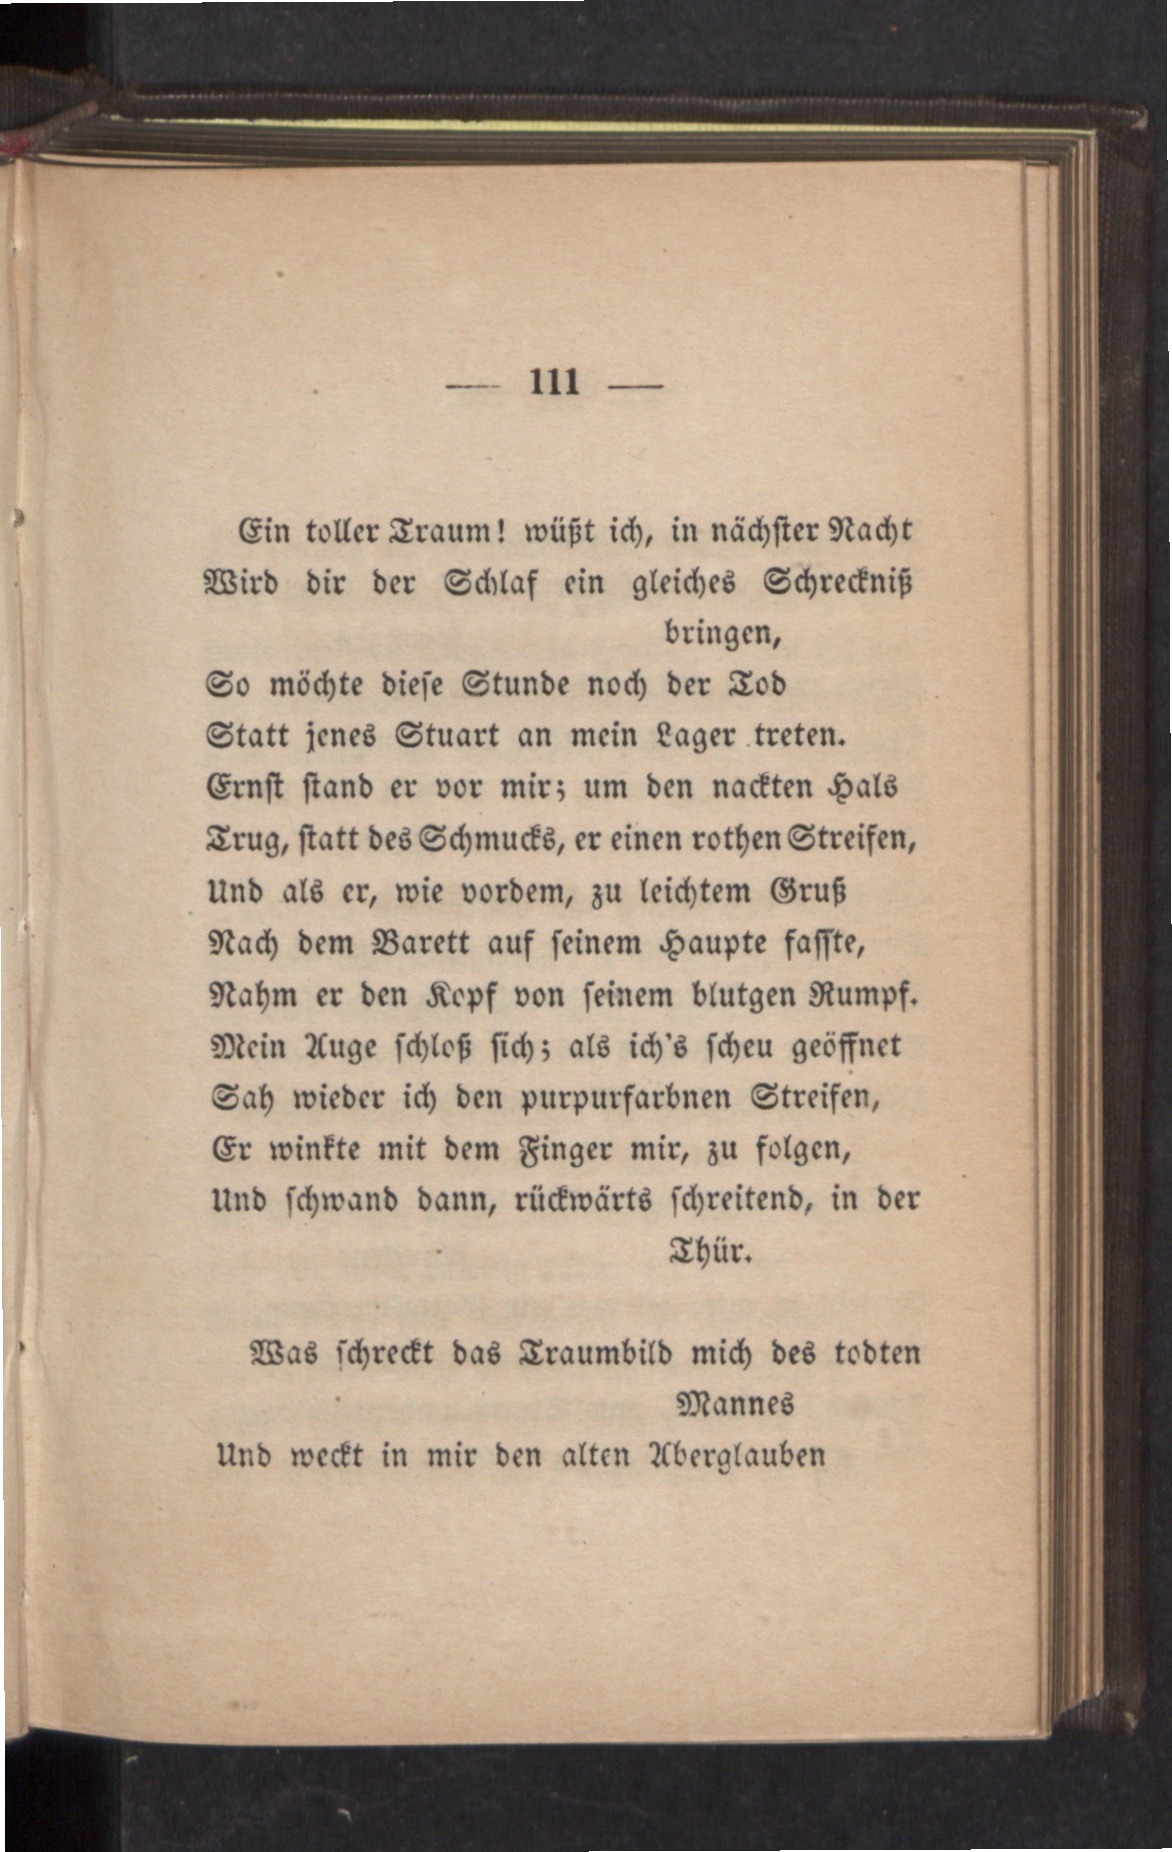 — 111 —
Ein toller Traum! wüßt ich, in nächster Nacht
Wird dir der Schlaf ein gleiches Schreckniß
bringen,
So möchte diese Stunde noch der Tod
Statt jenes Stuart an mein Lager treten.
Ernst stand er vor mir; um den nackten Hals
Trug, statt des Schmucks, er einen rothen Streifen,
Und als er, wie vordem, zu leichtem Gruß
Nach dem Barett auf seinem Haupte fasste,
Nahm er den Kopf von seinem blutgen Rumpf.
Mein Auge schloß sich; als ich's scheu geöffnet
Sah wieder ich den purpurfarbnen Streifen,
Er winkte mit dem Finger mir, zu folgen,
Und schwand dann, rückwärts schreitend, in der
Thür.
Was schreckt das Traumbild mich des todten
Mannes
Und weckt in mir den alten Aberglauben